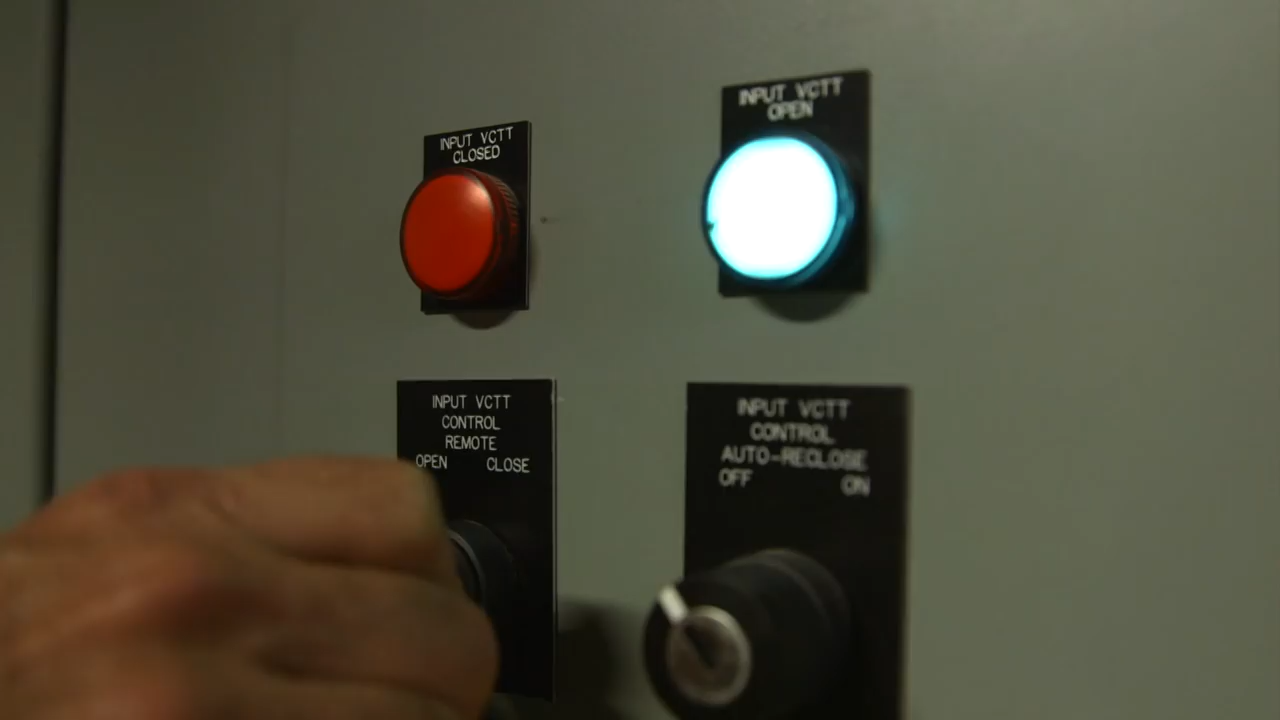 INPUT VCTT
CLOSED
INPUT VCTT
OPEN
INPUT VCTT
CONTROL
REMOTE
OPEN CLOSE
INPUT VCTT
CONTROL
AUTO-RECLOSE
OFF ON